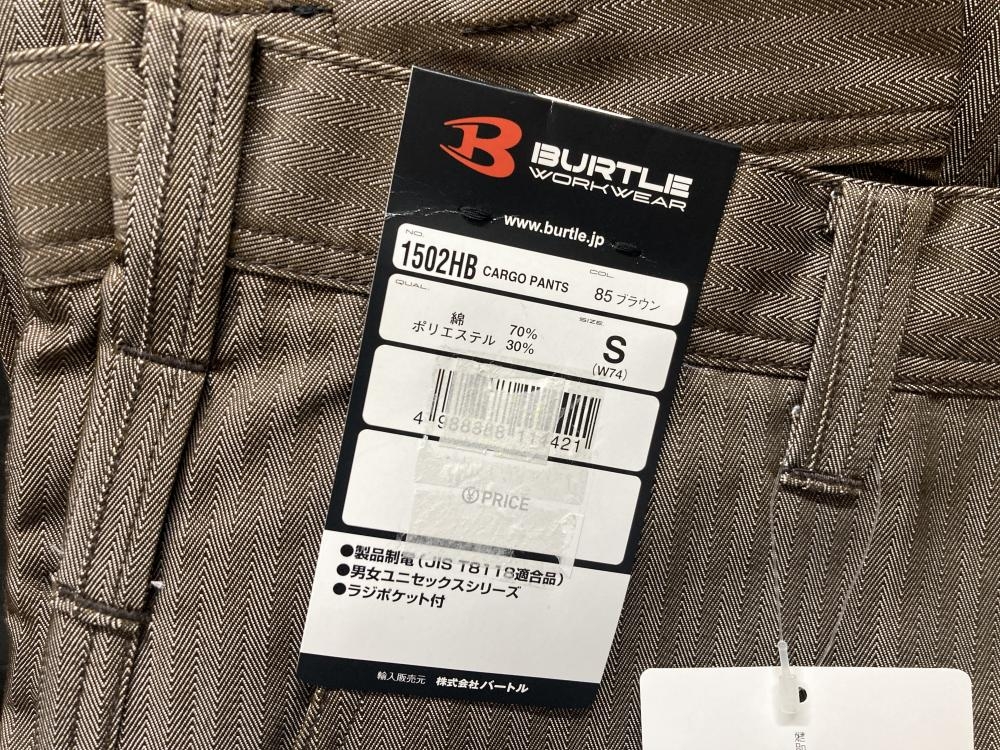 BURTLE
WORKWEAR
www.burtle.jp
NO.
1502HB CARGO PANTS
COL.
85 ブラウン
QUAL.
綿 70%
ポリエステル 30%
SIZE.
S
(W74)
¥PRICE
●製品制電(JIS T8118適合品)
●男女ユニセックスシリーズ
●ラジポケット付
輸入販売元 株式会社バートル